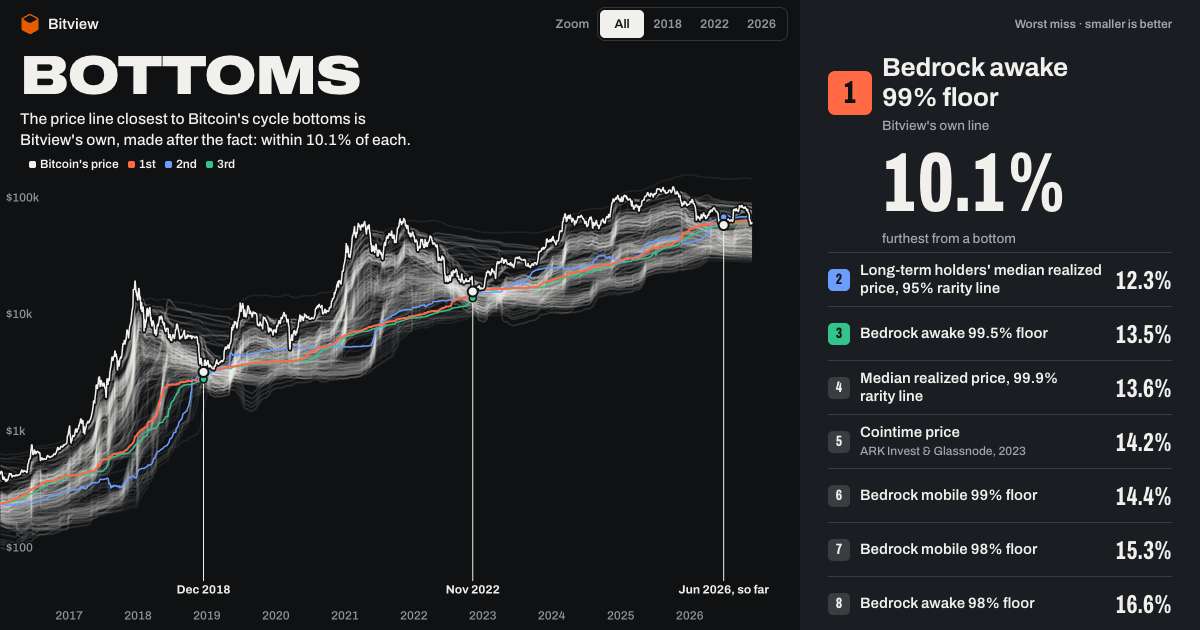 Bitview
Zoom
All
2018
2022
2026
BOTTOMS
The price line closest to Bitcoin's cycle bottoms is
Bitview's own, made after the fact: within 10.1% of each.
Bitcoin's price
1st
2nd
3rd
$100k
$10k
$1k
$100
Dec 2018
Nov 2022
Jun 2026, so far
2017
2018
2019
2020
2021
2022
2023
2024
2025
2026
Worst miss · smaller is better
1
Bedrock awake
99% floor
Bitview's own line
10.1%
furthest from a bottom
2
Long-term holders' median realized
price, 95% rarity line
12.3%
3
Bedrock awake 99.5% floor
13.5%
4
Median realized price, 99.9%
rarity line
13.6%
5
Cointime price
ARK Invest & Glassnode, 2023
14.2%
6
Bedrock mobile 99% floor
14.4%
7
Bedrock mobile 98% floor
15.3%
8
Bedrock awake 98% floor
16.6%